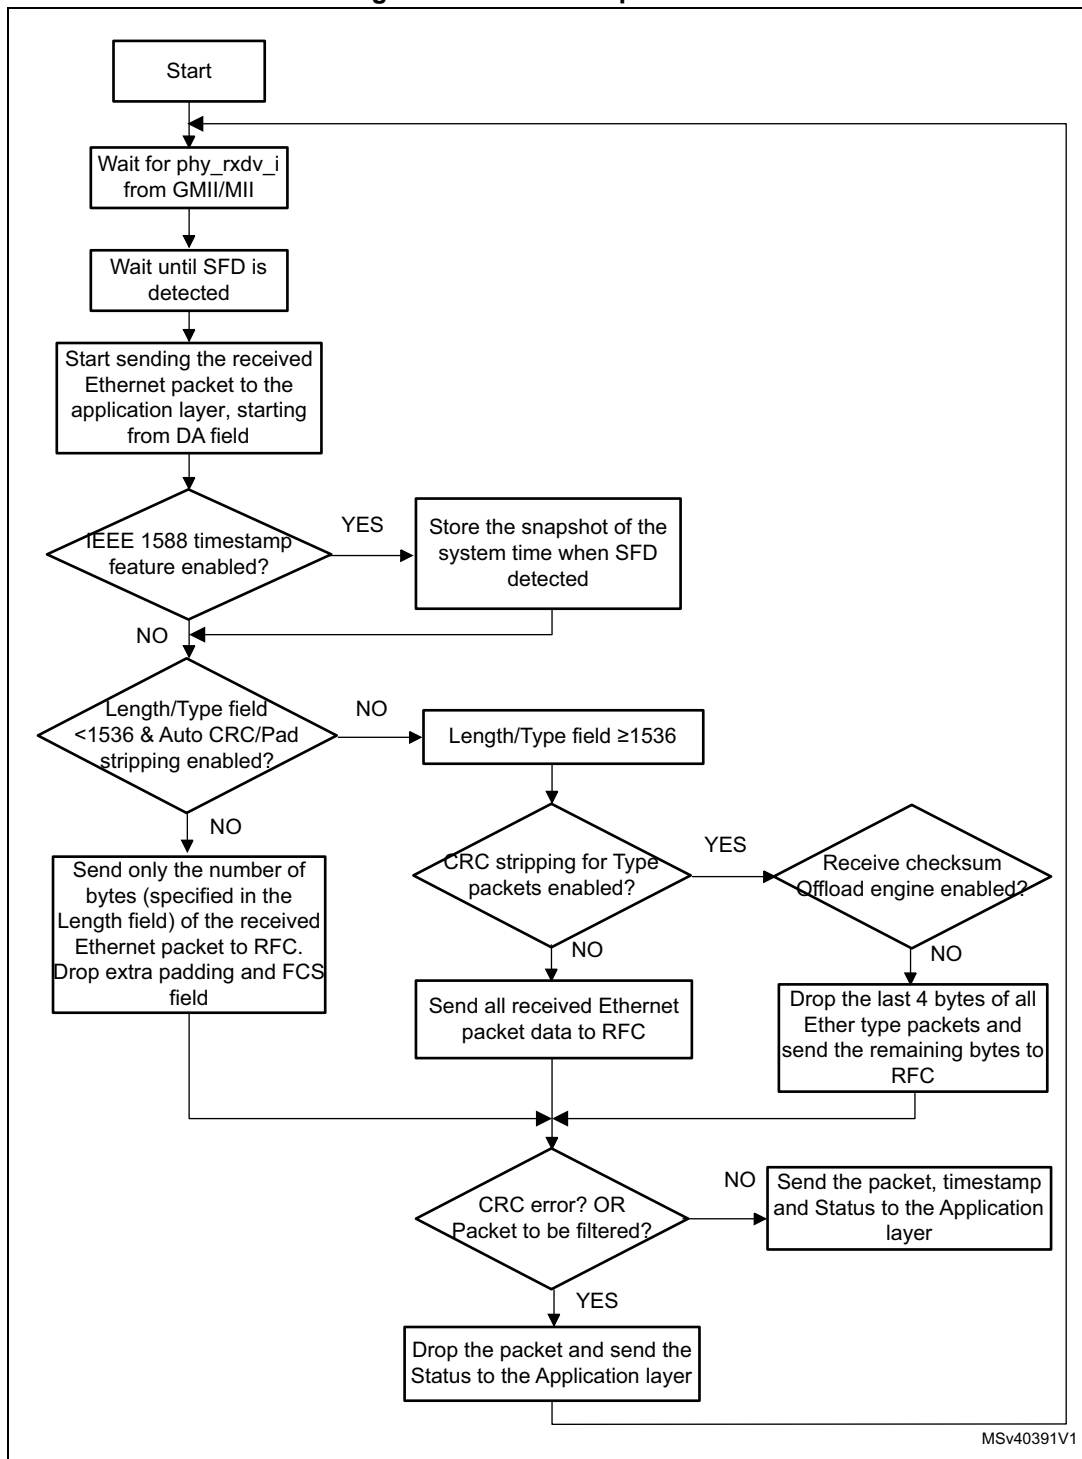 Start
Wait for phy_rxdv_i
from GMII/MII
Wait until SFD is
detected
Start sending the received
Ethernet packet to the
application layer, starting
from DA field
IEEE 1588 timestamp
feature enabled?
YES
Store the snapshot of the
system time when SFD
detected
NO
Length/Type field
<1536 & Auto CRC/Pad
stripping enabled?
NO
Length/Type field ≥1536
NO
Send only the number of
bytes (specified in the
Length field) of the received
Ethernet packet to RFC.
Drop extra padding and FCS
field
CRC stripping for Type
packets enabled?
YES
Receive checksum
Offload engine enabled?
NO
Send all received Ethernet
packet data to RFC
NO
Drop the last 4 bytes of all
Ether type packets and
send the remaining bytes to
RFC
CRC error? OR
Packet to be filtered?
NO
Send the packet, timestamp
and Status to the Application
layer
YES
Drop the packet and send the
Status to the Application layer
MSv40391V1